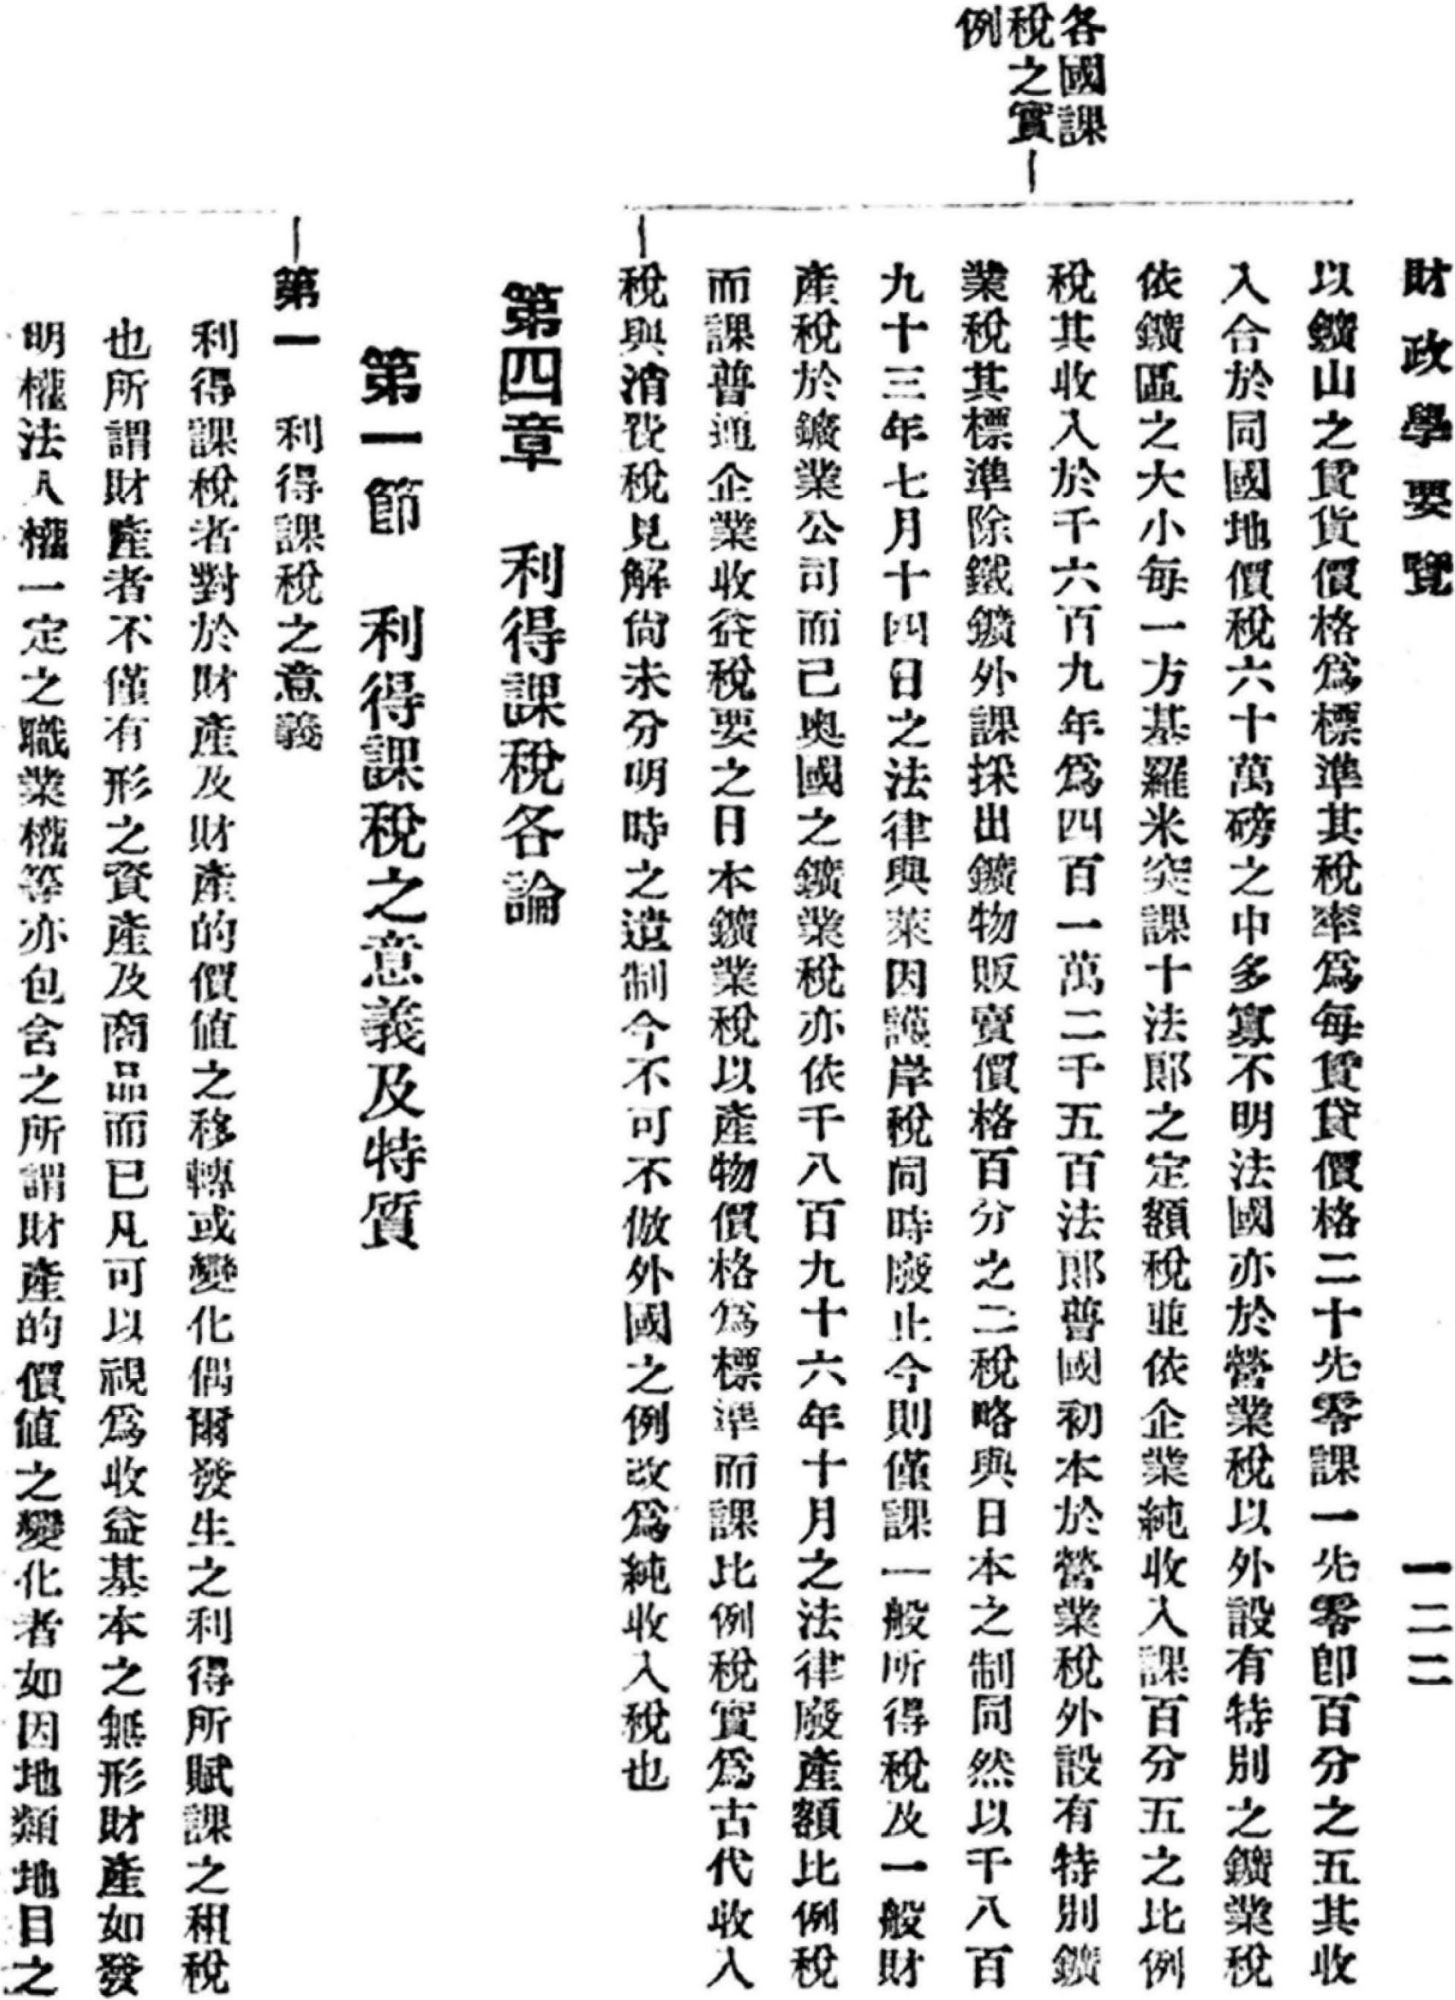 財政學要覽
一二二
各國課
稅之實
例
以鑛山之賃貨價格爲標準其稅率爲每賃貸價格二十先零課一先零卽百分之五其收
入合於同國地價稅六十萬磅之中多寡不明法國亦於營業稅以外設有特別之鑛業稅
依鑛區之大小每一方基羅米突課十法郞之定額稅並依企業純收入課百分五之比例
稅其收入於千六百九年爲四百一萬二千五百法郞普國初本於營業稅外設有特別鑛
業稅其標準除鐵鑛外課採出鑛物販賣價格百分之二稅略與日本之制同然以千八百
九十三年七月十四日之法律與萊因護岸稅同時廢止今則僅課一般所得稅及一般財
產稅於鑛業公司而己奥國之鑛業稅亦依千八百九十六年十月之法律廢產額比例稅
而課普通企業收益稅要之日本鑛業稅以產物價格爲標準而課比例稅實爲古代收入
稅與消費稅見解尙未分明時之遺制今不可不倣外國之例改爲純收入稅也
第四章 利得課稅各論
第一節 利得課稅之意義及特質
第一 利得課稅之意義
利得課稅者對於財產及財產的價値之移轉或變化偶爾發生之利得所賦課之租稅
也所謂財產者不僅有形之資產及商品而已凡可以視爲收益基本之無形財產如發
明權法人權一定之職業權等亦包含之所謂財產的價値之變化者如因地類地目之